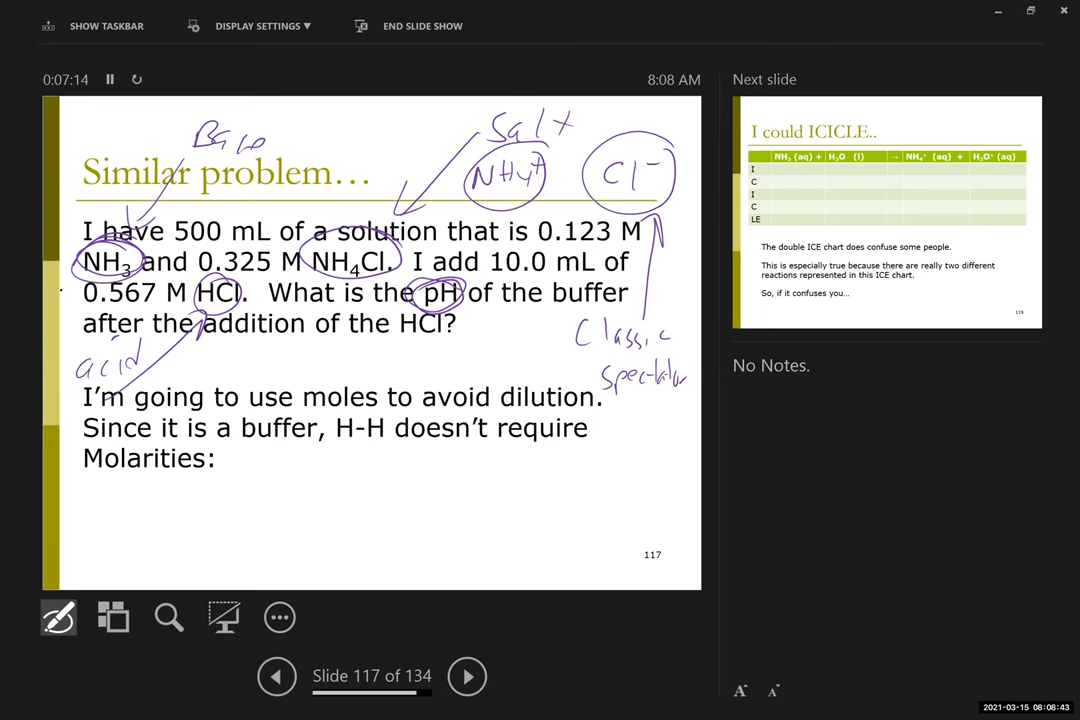 SHOW TASKBAR
DISPLAY SETTINGS ▼
END SLIDE SHOW
0:07:14
8:08 AM
Base
Salt
NH4+
Cl-
Similar problem…
I have 500 mL of a solution that is 0.123 M
NH3 and 0.325 M NH4Cl. I add 10.0 mL of
0.567 M HCl. What is the pH of the buffer
after the addition of the HCl?
Classic
spectator
acid
I'm going to use moles to avoid dilution.
Since it is a buffer, H-H doesn't require
Molarities:
117
Slide 117 of 134
Next slide
I could ICICLE..
NH3 (aq) + H2O (l) → NH4+ (aq) + H3O+ (aq)
I
C
I
C
LE
The double ICE chart does confuse some people.
This is especially true because there are really two different
reactions represented in this ICE chart.
So, if it confuses you…
119
No Notes.
A A
2021-03-15 08:08:43